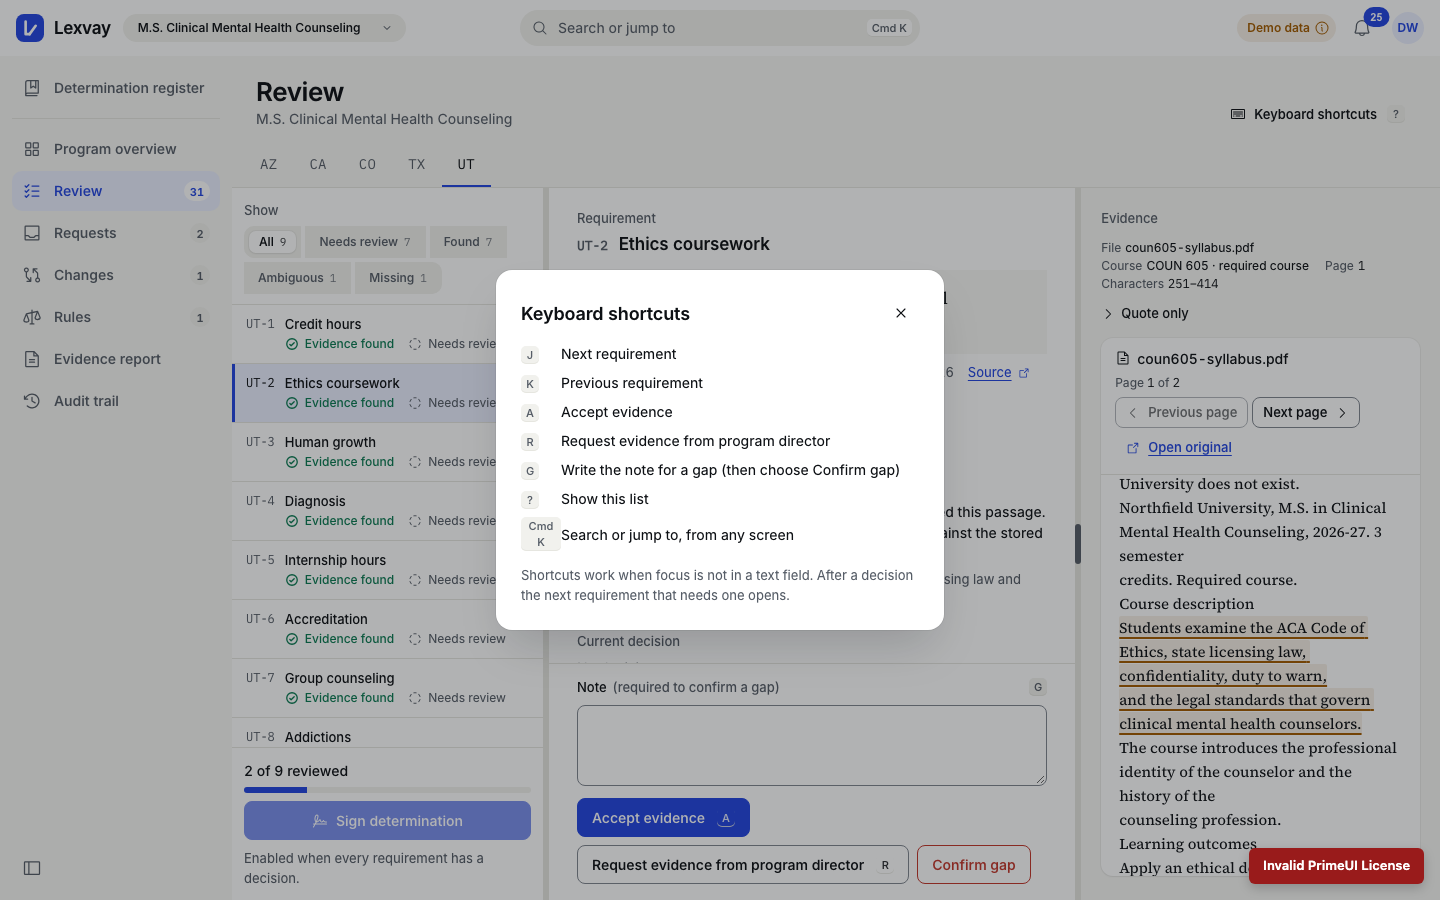 Lexvay
M.S. Clinical Mental Health Counseling
Search or jump to
Cmd K
Demo data
25
DW
Determination register
Program overview
Review 31
Requests 2
Changes 1
Rules 1
Evidence report
Audit trail
Review
M.S. Clinical Mental Health Counseling
Keyboard shortcuts ?
AZ CA CO TX UT
Show
All 9 Needs review 7 Found 7
Ambiguous 1 Missing 1
UT-1 Credit hours
Evidence found Needs revie
UT-2 Ethics coursework
Evidence found Needs revie
UT-3 Human growth
Evidence found Needs revie
UT-4 Diagnosis
Evidence found Needs revie
UT-5 Internship hours
Evidence found Needs revie
UT-6 Accreditation
Evidence found Needs review
UT-7 Group counseling
Evidence found Needs review
UT-8 Addictions
2 of 9 reviewed
Sign determination
Enabled when every requirement has a
decision.
Requirement
UT-2 Ethics coursework
6 Source
d this passage.
inst the stored
sing law and
Current decision
Note (required to confirm a gap) G
Accept evidence A
Request evidence from program director R
Confirm gap
Keyboard shortcuts
J Next requirement
K Previous requirement
A Accept evidence
R Request evidence from program director
G Write the note for a gap (then choose Confirm gap)
? Show this list
Cmd K Search or jump to, from any screen
Shortcuts work when focus is not in a text field. After a decision
the next requirement that needs one opens.
Evidence
File coun605-syllabus.pdf
Course COUN 605 · required course Page 1
Characters 251–414
Quote only
coun605-syllabus.pdf
Page 1 of 2
Previous page Next page
Open original
University does not exist.
Northfield University, M.S. in Clinical
Mental Health Counseling, 2026-27. 3
semester
credits. Required course.
Course description
Students examine the ACA Code of
Ethics, state licensing law,
confidentiality, duty to warn,
and the legal standards that govern
clinical mental health counselors.
The course introduces the professional
identity of the counselor and the
history of the
counseling profession.
Learning outcomes
Apply an ethical d
Invalid PrimeUI License